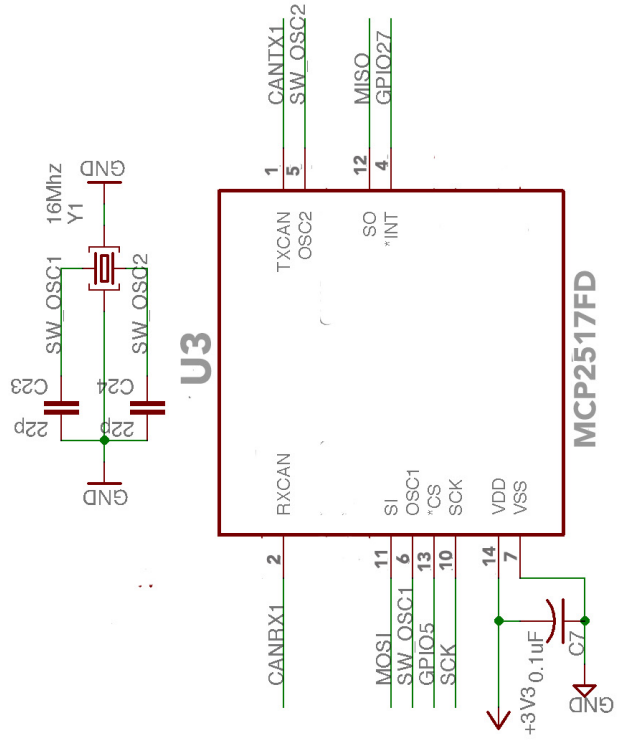 CANTX1
SW_OSC2
MISO
GPIO27
1
5
12
4
GND
16Mhz
Y1
SW_OSC1
SW_OSC2
C23
C24
22p
22p
GND
TXCAN
OSC2
SO
*INT
U3
MCP2517FD
RXCAN
SI
OSC1
*CS
SCK
VDD
VSS
2
11
6
13
10
14
7
CANRX1
MOSI
SW_OSC1
GPIO5
SCK
+3V3
0.1uF
C7
GND